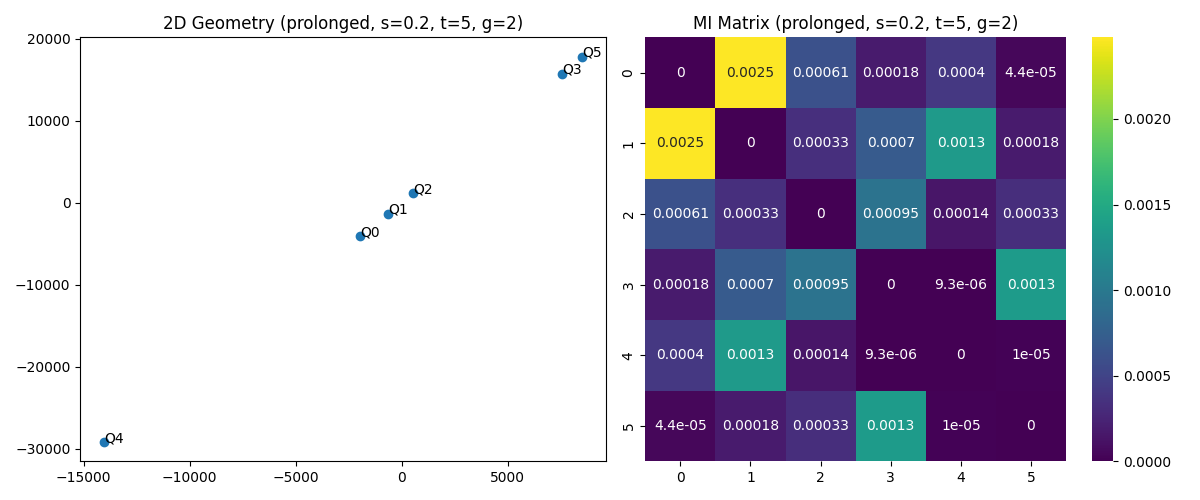 2D Geometry (prolonged, s=0.2, t=5, g=2)
20000
10000
0
−10000
−20000
−30000
−15000 −10000 −5000 0 5000
Q5
Q3
Q2
Q1
Q0
Q4
MI Matrix (prolonged, s=0.2, t=5, g=2)
0 0 0.0025 0.00061 0.00018 0.0004 4.4e-05
1 0.0025 0 0.00033 0.0007 0.0013 0.00018
2 0.00061 0.00033 0 0.00095 0.00014 0.00033
3 0.00018 0.0007 0.00095 0 9.3e-06 0.0013
4 0.0004 0.0013 0.00014 9.3e-06 0 1e-05
5 4.4e-05 0.00018 0.00033 0.0013 1e-05 0
0 1 2 3 4 5
0.0020
0.0015
0.0010
0.0005
0.0000